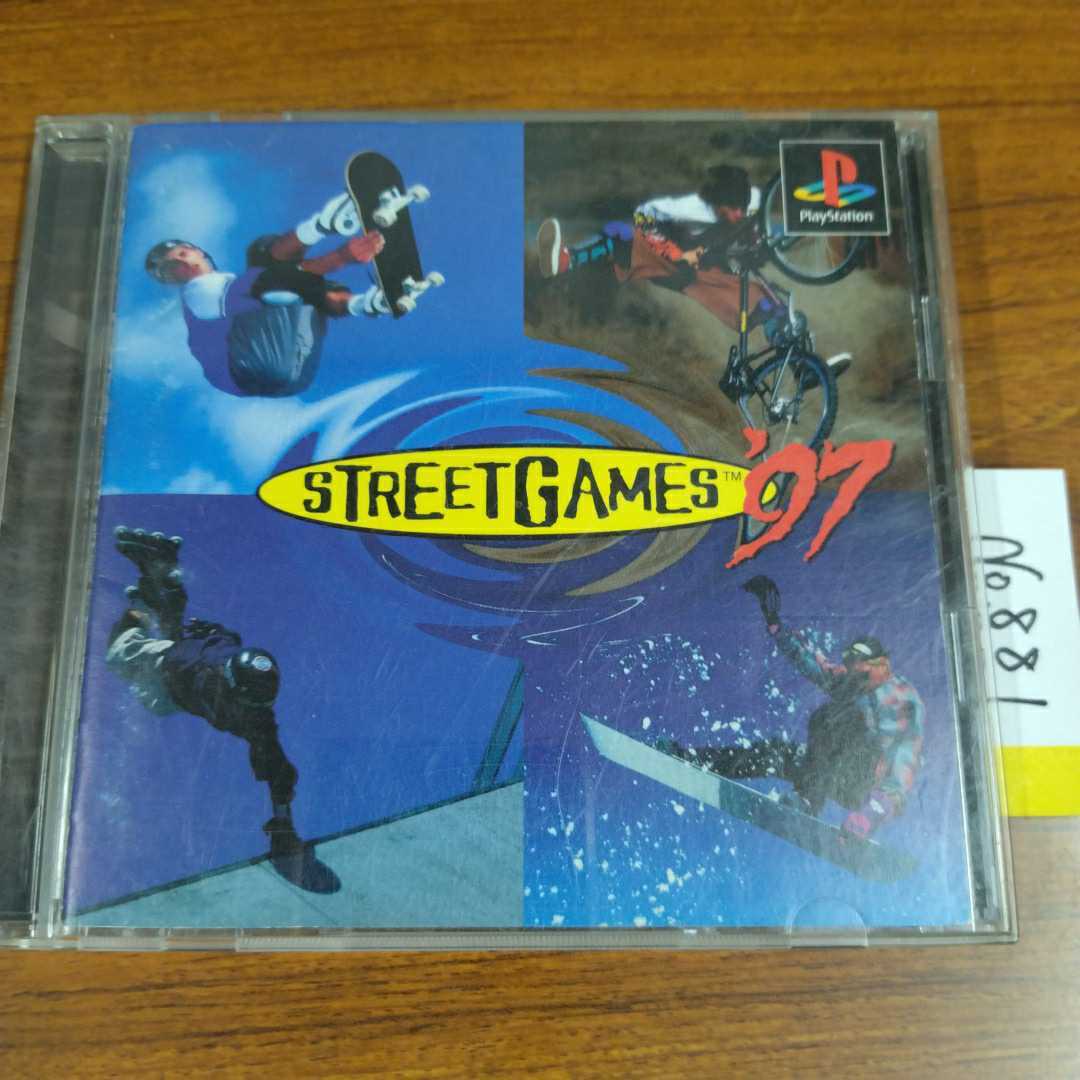 PlayStation
STREETGAMES™ '97
No.881